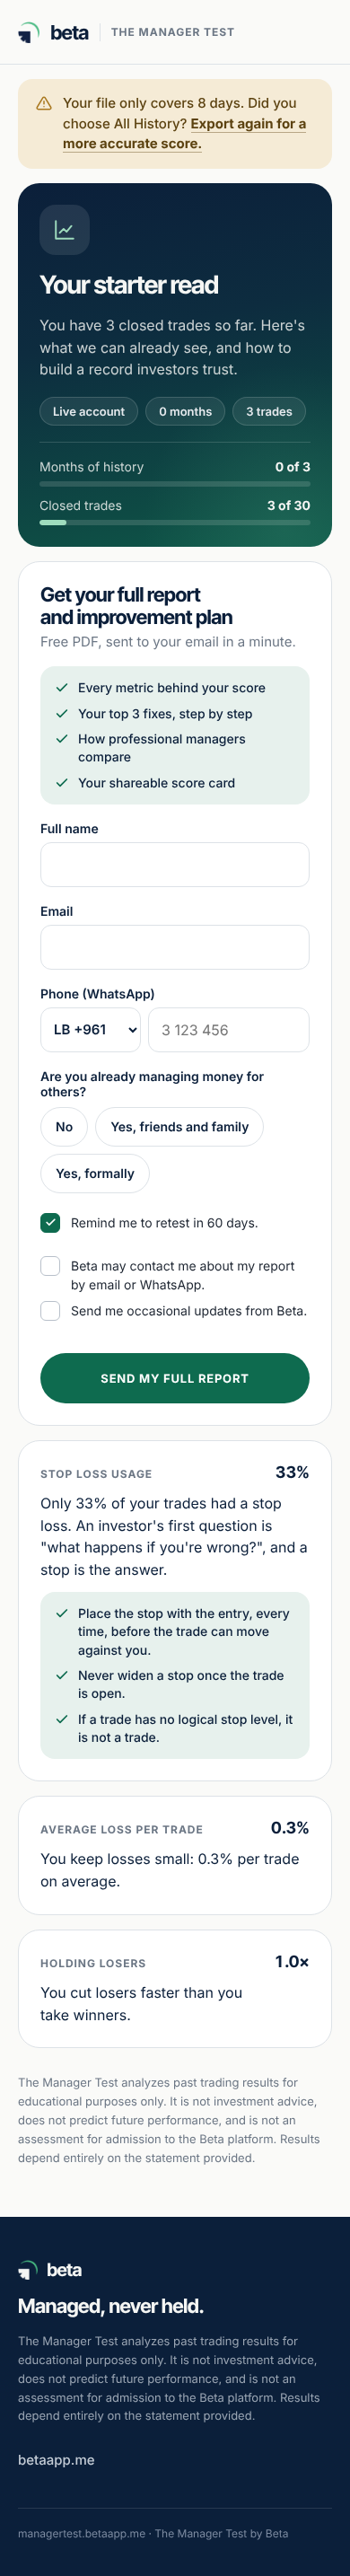 beta THE MANAGER TEST
Your file only covers 8 days. Did you
choose All History? Export again for a
more accurate score.
Your starter read
You have 3 closed trades so far. Here's
what we can already see, and how to
build a record investors trust.
Live account 0 months 3 trades
Months of history 0 of 3
Closed trades 3 of 30
Get your full report
and improvement plan
Free PDF, sent to your email in a minute.
Every metric behind your score
Your top 3 fixes, step by step
How professional managers
compare
Your shareable score card
Full name
Email
Phone (WhatsApp)
LB +961 3 123 456
Are you already managing money for
others?
No Yes, friends and family
Yes, formally
Remind me to retest in 60 days.
Beta may contact me about my report
by email or WhatsApp.
Send me occasional updates from Beta.
SEND MY FULL REPORT
STOP LOSS USAGE 33%
Only 33% of your trades had a stop
loss. An investor's first question is
"what happens if you're wrong?", and a
stop is the answer.
Place the stop with the entry, every
time, before the trade can move
against you.
Never widen a stop once the trade
is open.
If a trade has no logical stop level, it
is not a trade.
AVERAGE LOSS PER TRADE 0.3%
You keep losses small: 0.3% per trade
on average.
HOLDING LOSERS 1.0×
You cut losers faster than you
take winners.
The Manager Test analyzes past trading results for
educational purposes only. It is not investment advice,
does not predict future performance, and is not an
assessment for admission to the Beta platform. Results
depend entirely on the statement provided.
beta
Managed, never held.
The Manager Test analyzes past trading results for
educational purposes only. It is not investment advice,
does not predict future performance, and is not an
assessment for admission to the Beta platform. Results
depend entirely on the statement provided.
betaapp.me
managertest.betaapp.me · The Manager Test by Beta